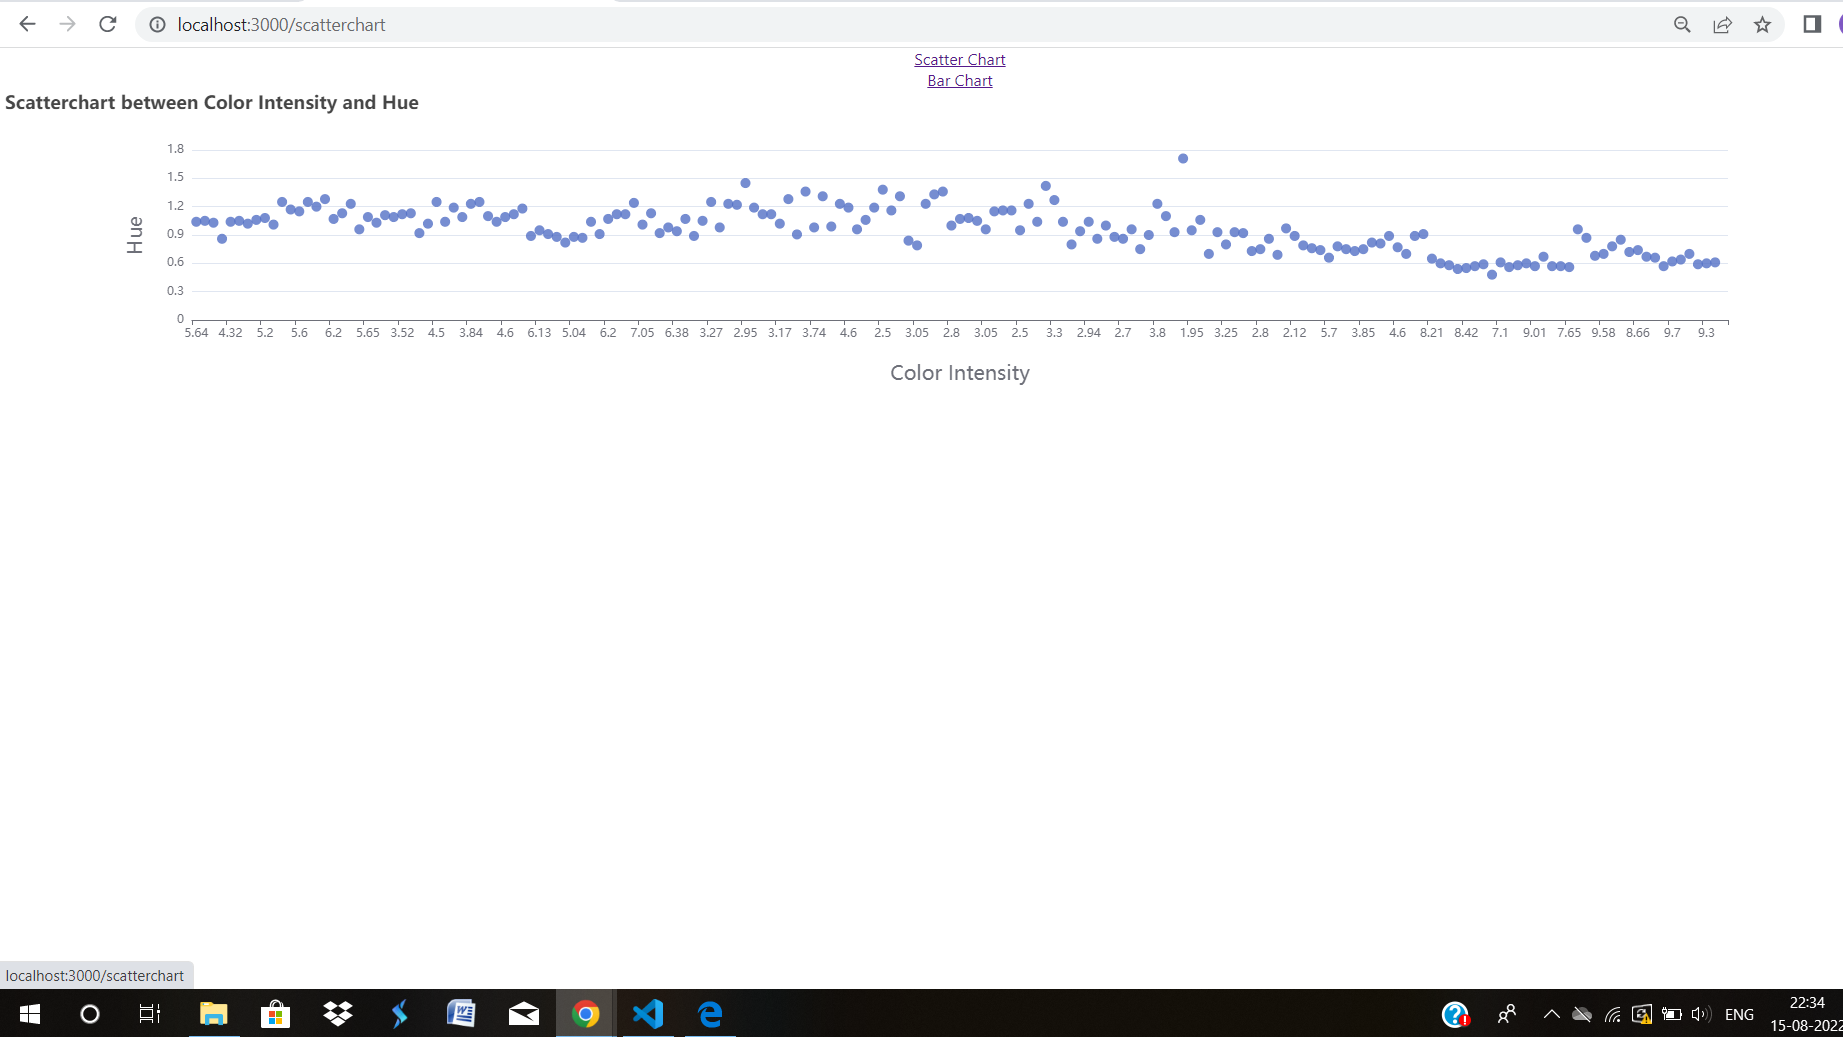 localhost:3000/scatterchart
Scatter Chart
Bar Chart
Scatterchart between Color Intensity and Hue
1.8
1.5
1.2
0.9
0.6
0.3
0
Hue
5.64 4.32 5.2 5.6 6.2 5.65 3.52 4.5 3.84 4.6 6.13 5.04 6.2 7.05 6.38 3.27 2.95 3.17 3.74 4.6 2.5 3.05 2.8 3.05 2.5 3.3 2.94 2.7 3.8 1.95 3.25 2.8 2.12 5.7 3.85 4.6 8.21 8.42 7.1 9.01 7.65 9.58 8.66 9.7 9.3
Color Intensity
localhost:3000/scatterchart
ENG
22:34
15-08-2022